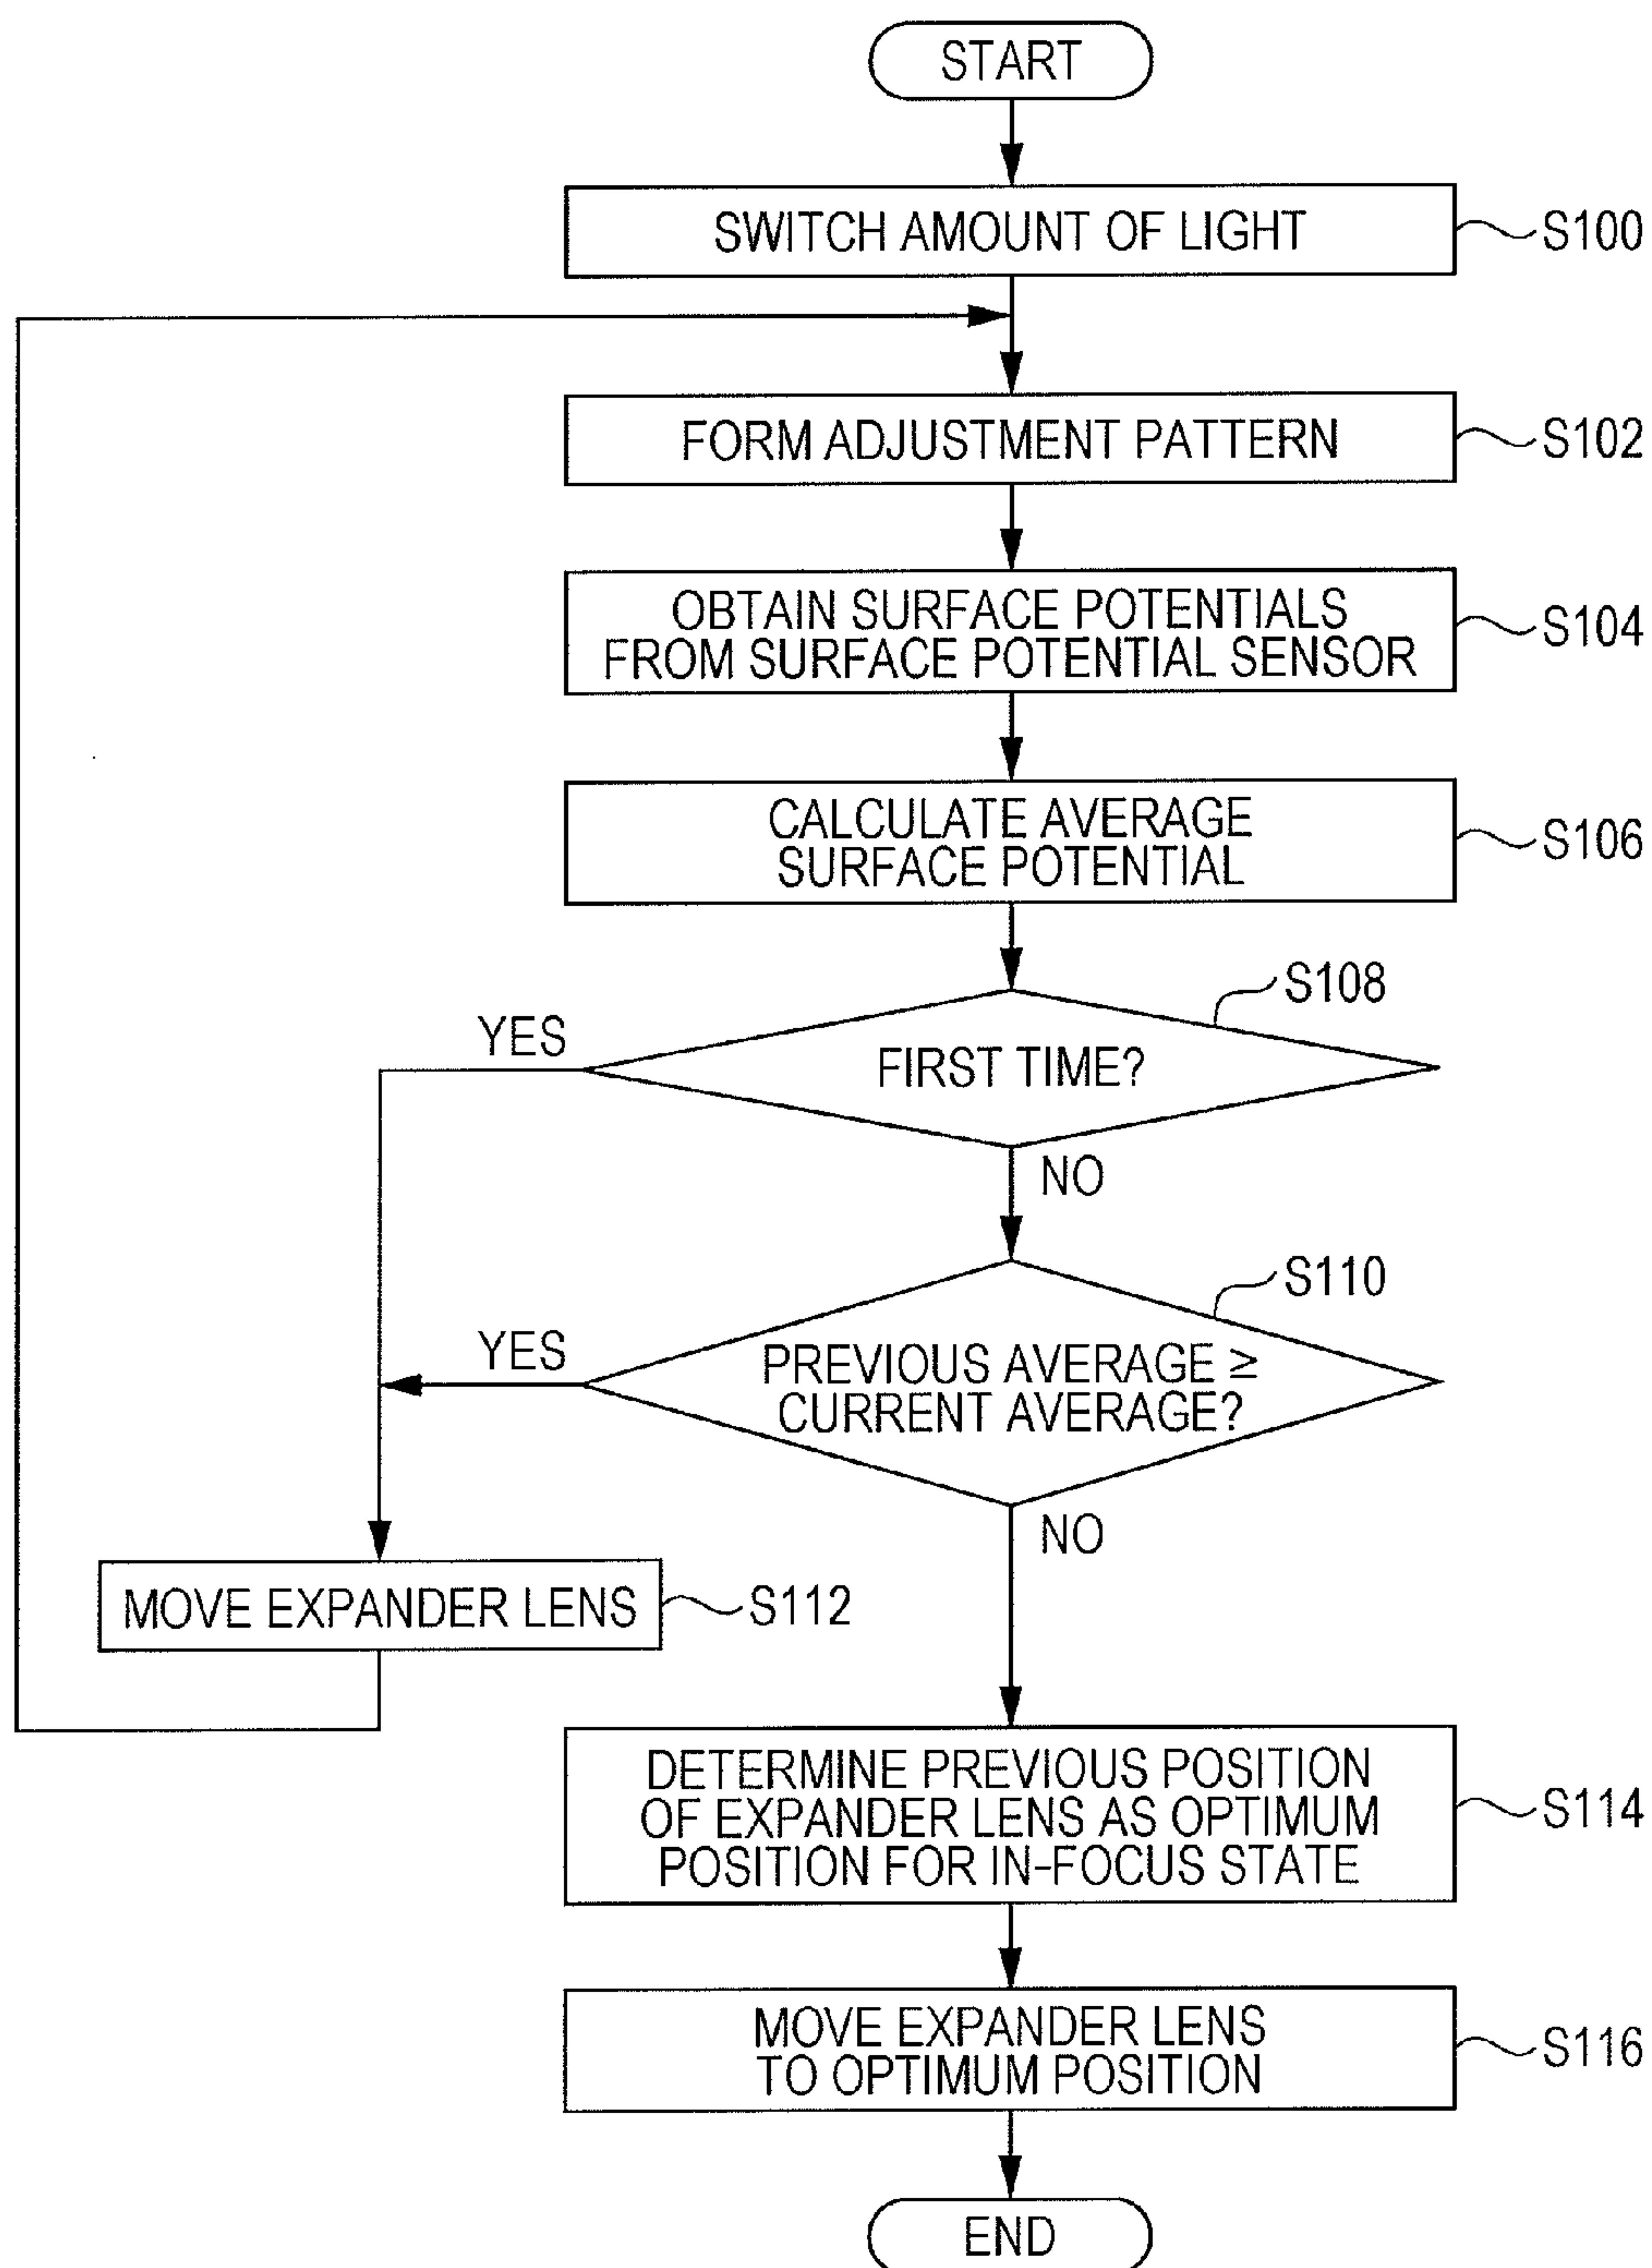 START
SWITCH AMOUNT OF LIGHT
S100
FORM ADJUSTMENT PATTERN
S102
OBTAIN SURFACE POTENTIALS
FROM SURFACE POTENTIAL SENSOR
S104
CALCULATE AVERAGE
SURFACE POTENTIAL
S106
S108
YES
FIRST TIME?
NO
S110
YES
PREVIOUS AVERAGE ≥
CURRENT AVERAGE?
NO
MOVE EXPANDER LENS
S112
DETERMINE PREVIOUS POSITION
OF EXPANDER LENS AS OPTIMUM
POSITION FOR IN-FOCUS STATE
S114
MOVE EXPANDER LENS
TO OPTIMUM POSITION
S116
END